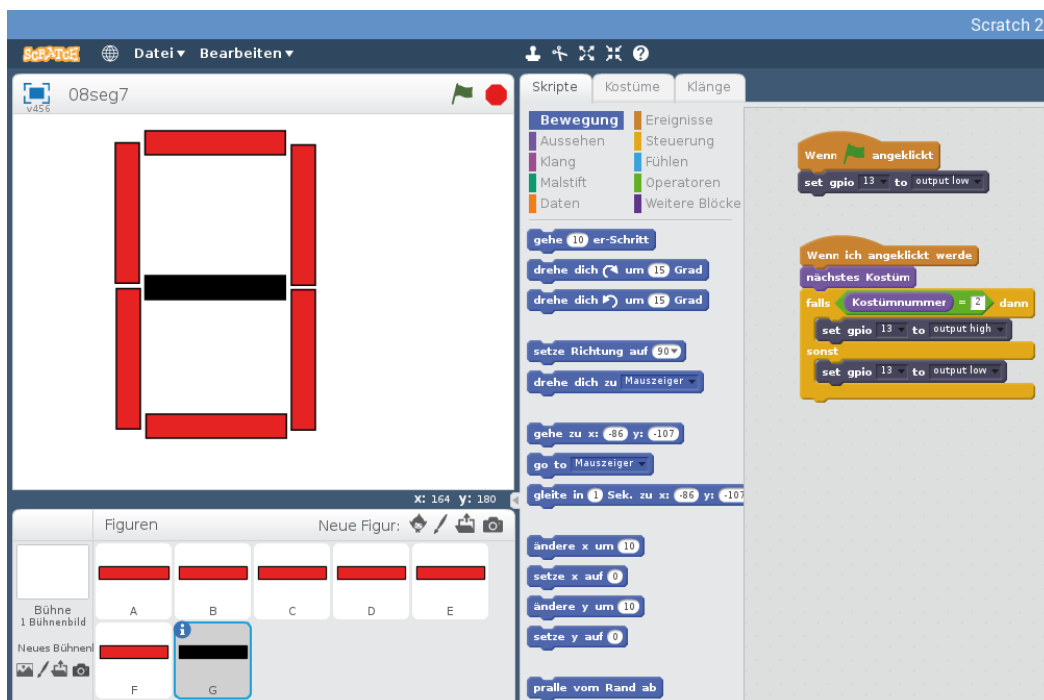 Scratch 2
SCRATCH Datei▾ Bearbeiten▾
v456 08seg7
x: 164 y: 180
Figuren Neue Figur:
Bühne
1 Bühnenbild
Neues Bühnenl
A B C D E
F G
Skripte Kostüme Klänge
Bewegung Ereignisse
Aussehen Steuerung
Klang Fühlen
Malstift Operatoren
Daten Weitere Blöcke
gehe 10 er-Schritt
drehe dich um 15 Grad
drehe dich um 15 Grad
setze Richtung auf 90▾
drehe dich zu Mauszeiger
gehe zu x: -86 y: -107
go to Mauszeiger
gleite in 1 Sek. zu x: -86 y: -107
ändere x um 10
setze x auf 0
ändere y um 10
setze y auf 0
pralle vom Rand ab
Wenn angeklickt
set gpio 13 to output low
Wenn ich angeklickt werde
nächstes Kostüm
falls Kostümnummer = 2 dann
set gpio 13 to output high
sonst
set gpio 13 to output low